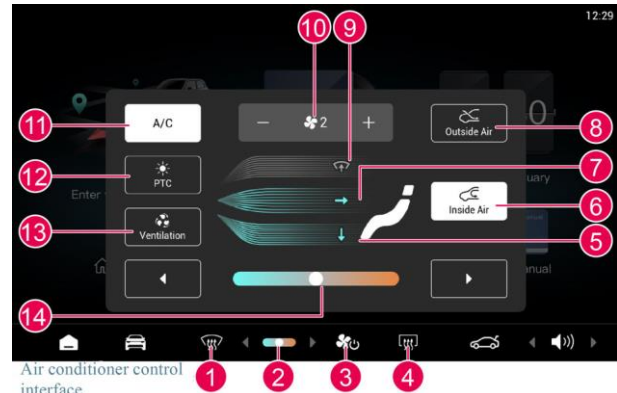 12:29
10 9
11 A/C − 2 + Outside Air 8
12 PTC 7
Enter
uary
13 Ventilation Inside Air 6
5
anual
14
1 2 3 4
Air conditioner control
interface